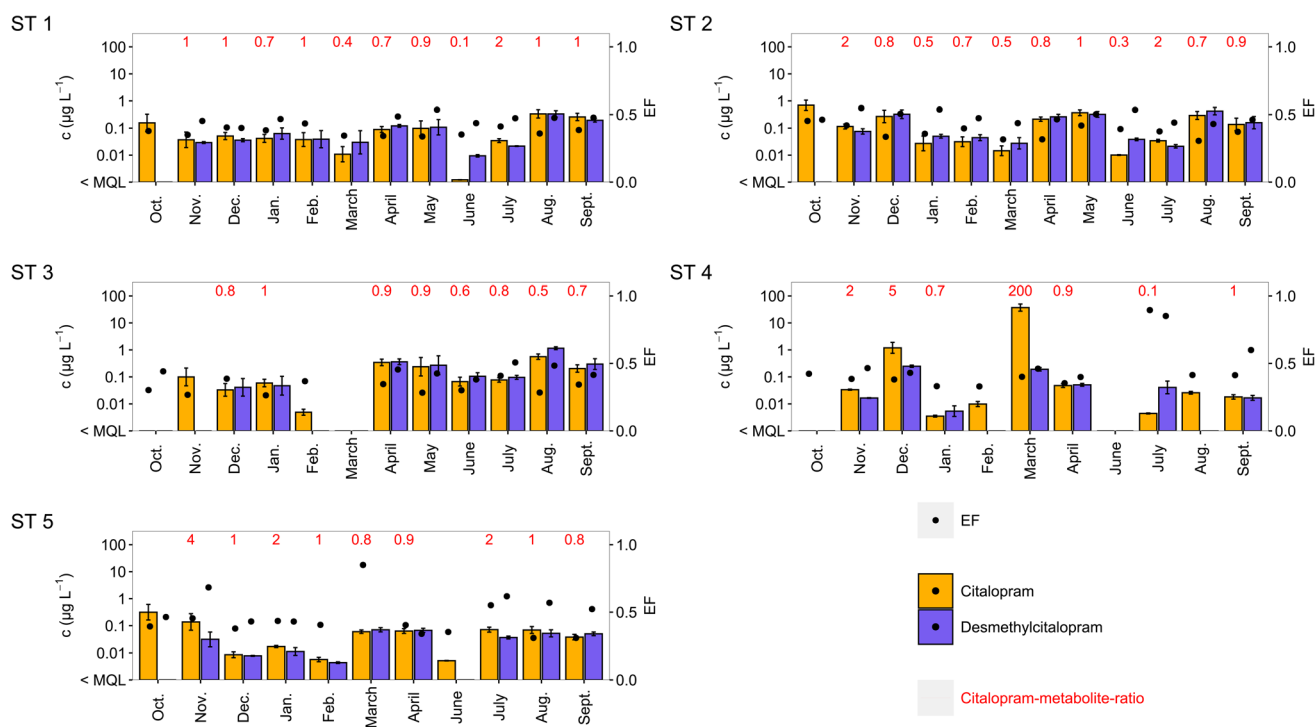 ST 1
1 1 0.7 1 0.4 0.7 0.9 0.1 2 1 1
c (µg L⁻¹)
100
10
1
0.1
0.01
< MQL
1.0
0.5
0.0
EF
Oct. Nov. Dec. Jan. Feb. March April May June July Aug. Sept.
ST 2
2 0.8 0.5 0.7 0.5 0.8 1 0.3 2 0.7 0.9
c (µg L⁻¹)
100
10
1
0.1
0.01
< MQL
1.0
0.5
0.0
EF
Oct. Nov. Dec. Jan. Feb. March April May June July Aug. Sept.
ST 3
0.8 1 0.9 0.9 0.6 0.8 0.5 0.7
c (µg L⁻¹)
100
10
1
0.1
0.01
< MQL
1.0
0.5
0.0
EF
Oct. Nov. Dec. Jan. Feb. March April May June July Aug. Sept.
ST 4
2 5 0.7 200 0.9 0.1 1
c (µg L⁻¹)
100
10
1
0.1
0.01
< MQL
1.0
0.5
0.0
EF
Oct. Nov. Dec. Jan. Feb. March April June July Aug. Sept.
ST 5
4 1 2 1 0.8 0.9 2 1 0.8
c (µg L⁻¹)
100
10
1
0.1
0.01
< MQL
1.0
0.5
0.0
EF
Oct. Nov. Dec. Jan. Feb. March April June July Aug. Sept.
EF
Citalopram
Desmethylcitalopram
Citalopram-metabolite-ratio